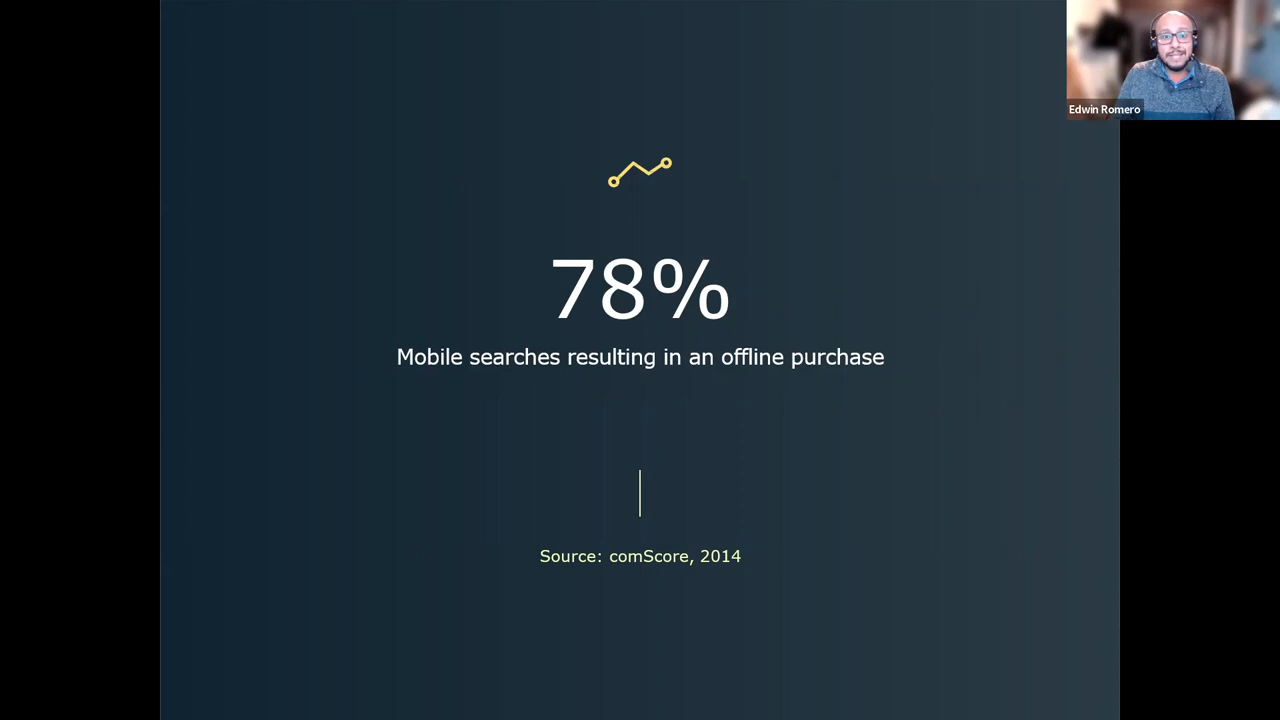 Edwin Romero
78%
Mobile searches resulting in an offline purchase
Source: comScore, 2014